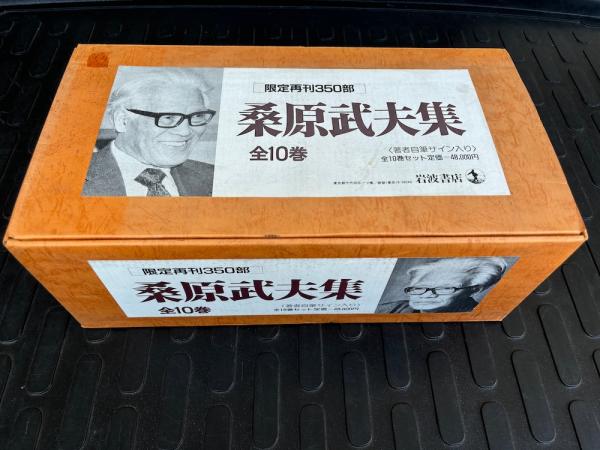 限定再刊350部
桑原武夫集
全10巻
〈著者自筆サイン入り〉
全10巻セット定価=48,000円
岩波書店
限定再刊350部
桑原武夫集
全10巻
〈著者自筆サイン入り〉
全10巻セット定価=48,000円